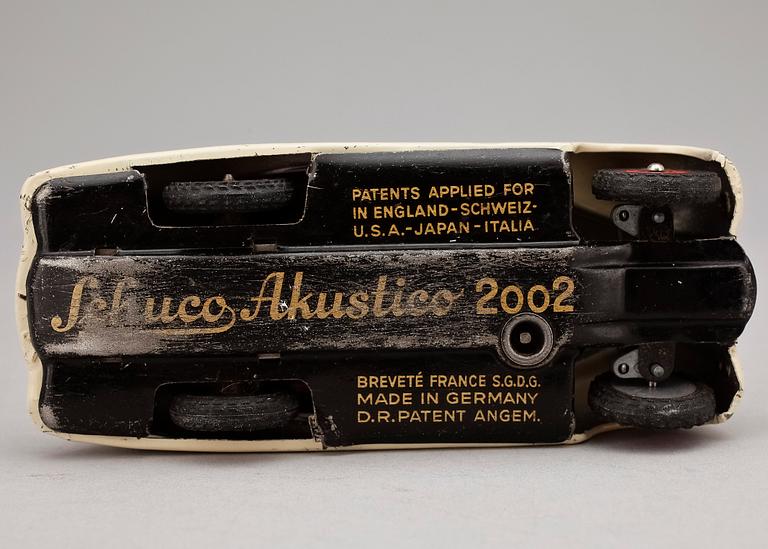 PATENTS APPLIED FOR
IN ENGLAND-SCHWEIZ-
U.S.A.-JAPAN-ITALIA
Schuco Akustico 2002
BREVETÉ FRANCE S.G.D.G.
MADE IN GERMANY
D.R.PATENT ANGEM.